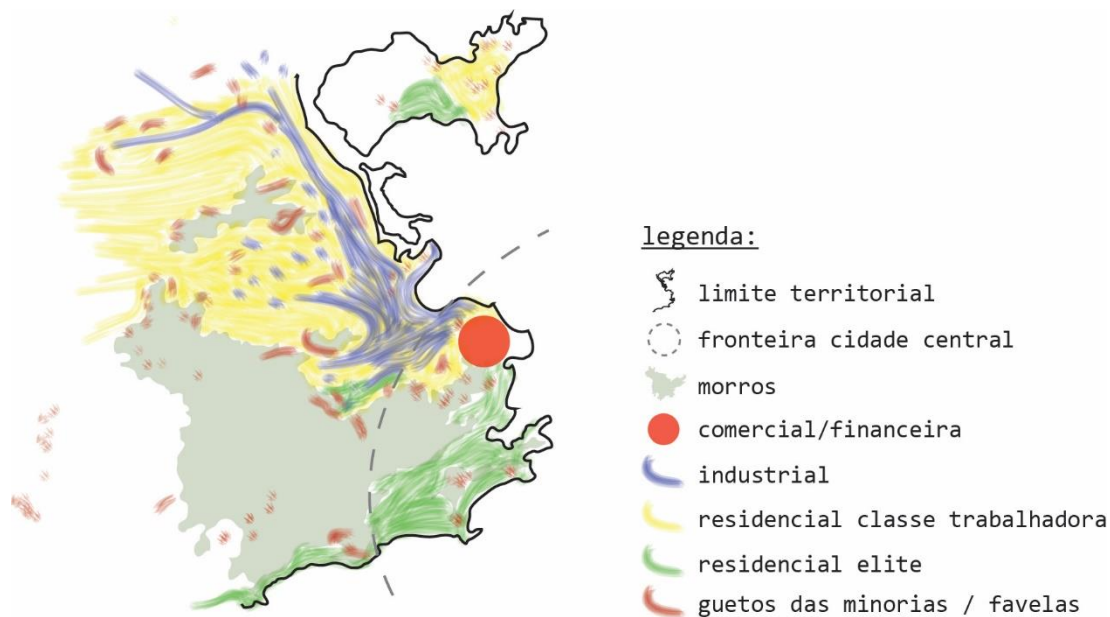 legenda:
limite territorial
fronteira cidade central
morros
comercial/financeira
industrial
residencial classe trabalhadora
residencial elite
guetos das minorias / favelas